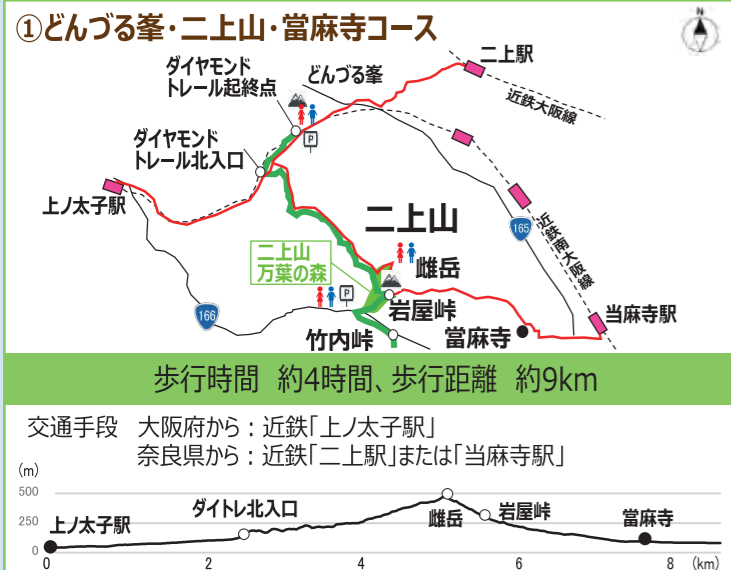 ①どんづる峯・二上山・當麻寺コース
N
二上駅
ダイヤモンド
トレール起終点
どんづる峯
近鉄大阪線
P
ダイヤモンド
トレール北入口
上ノ太子駅
二上山
165
近鉄南大阪線
二上山
万葉の森
雌岳
P
岩屋峠
166
当麻寺駅
竹内峠
當麻寺
歩行時間 約4時間、歩行距離 約9km
交通手段 大阪府から：近鉄「上ノ太子駅」
奈良県から：近鉄「二上駅」または「当麻寺駅」
(m)
500
250
0
上ノ太子駅
ダイトレ北入口
雌岳
岩屋峠
當麻寺
0 2 4 6 8 (km)